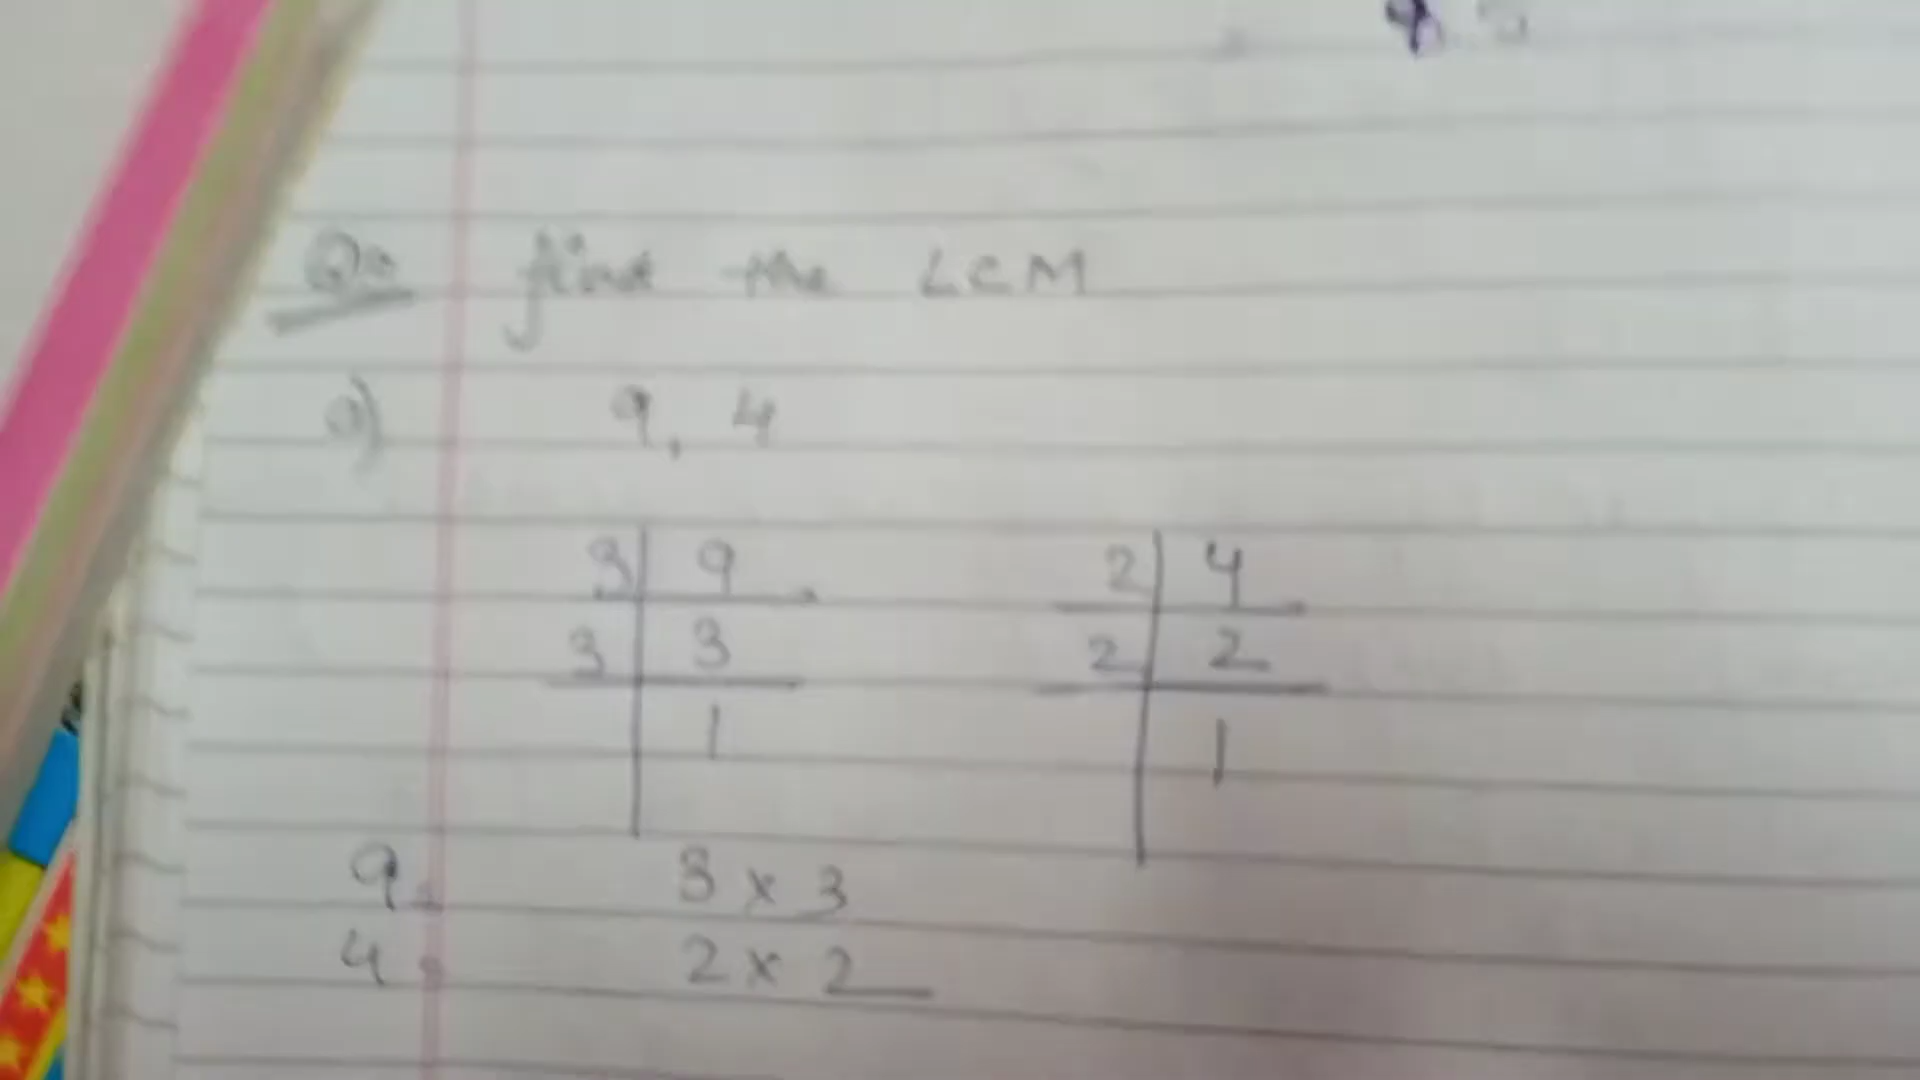 Qn find the LCM
a) 9, 4
3 9 2 4
3 3 2 2
1 1
9 = 3 x 3
4 = 2 x 2